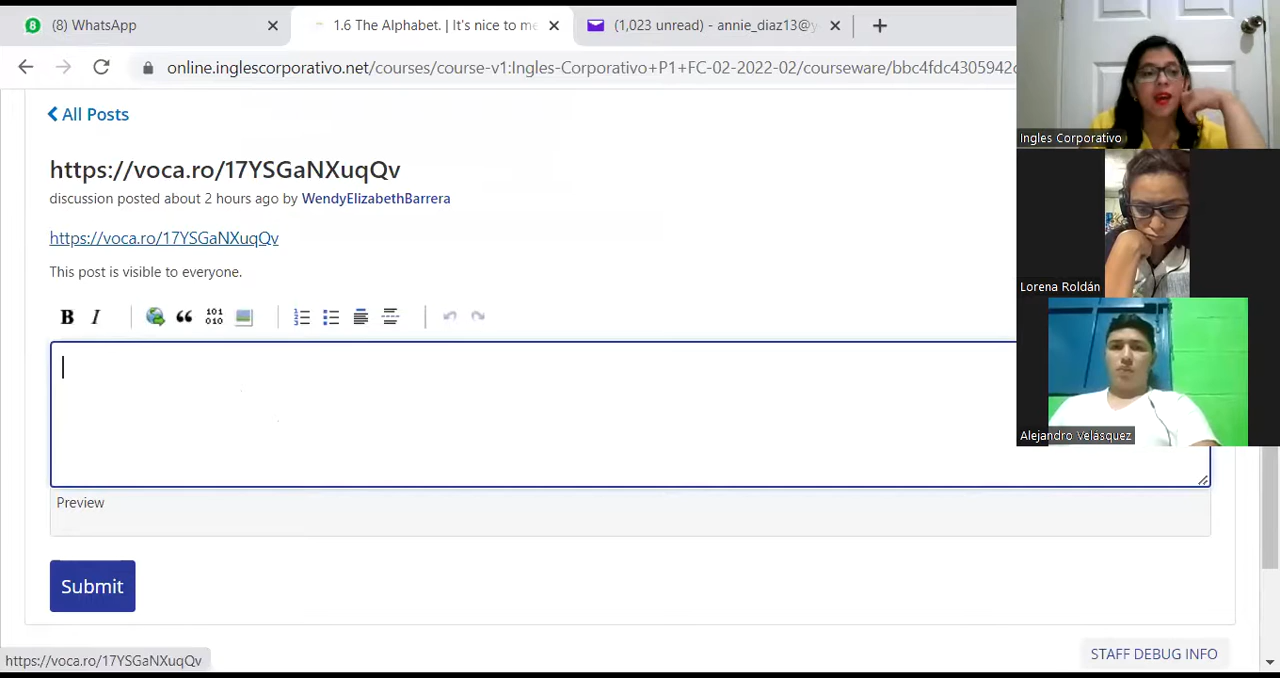 (8) WhatsApp
1.6 The Alphabet. | It's nice to me
(1,023 unread) - annie_diaz13@y
online.inglescorporativo.net/courses/course-v1:Ingles-Corporativo+P1+FC-02-2022-02/courseware/bbc4fdc4305942c
All Posts
https://voca.ro/17YSGaNXuqQv
discussion posted about 2 hours ago by WendyElizabethBarrera
https://voca.ro/17YSGaNXuqQv
This post is visible to everyone.
B I
101
010
Preview
Submit
STAFF DEBUG INFO
https://voca.ro/17YSGaNXuqQv
Ingles Corporativo
Lorena Roldán
Alejandro Velásquez